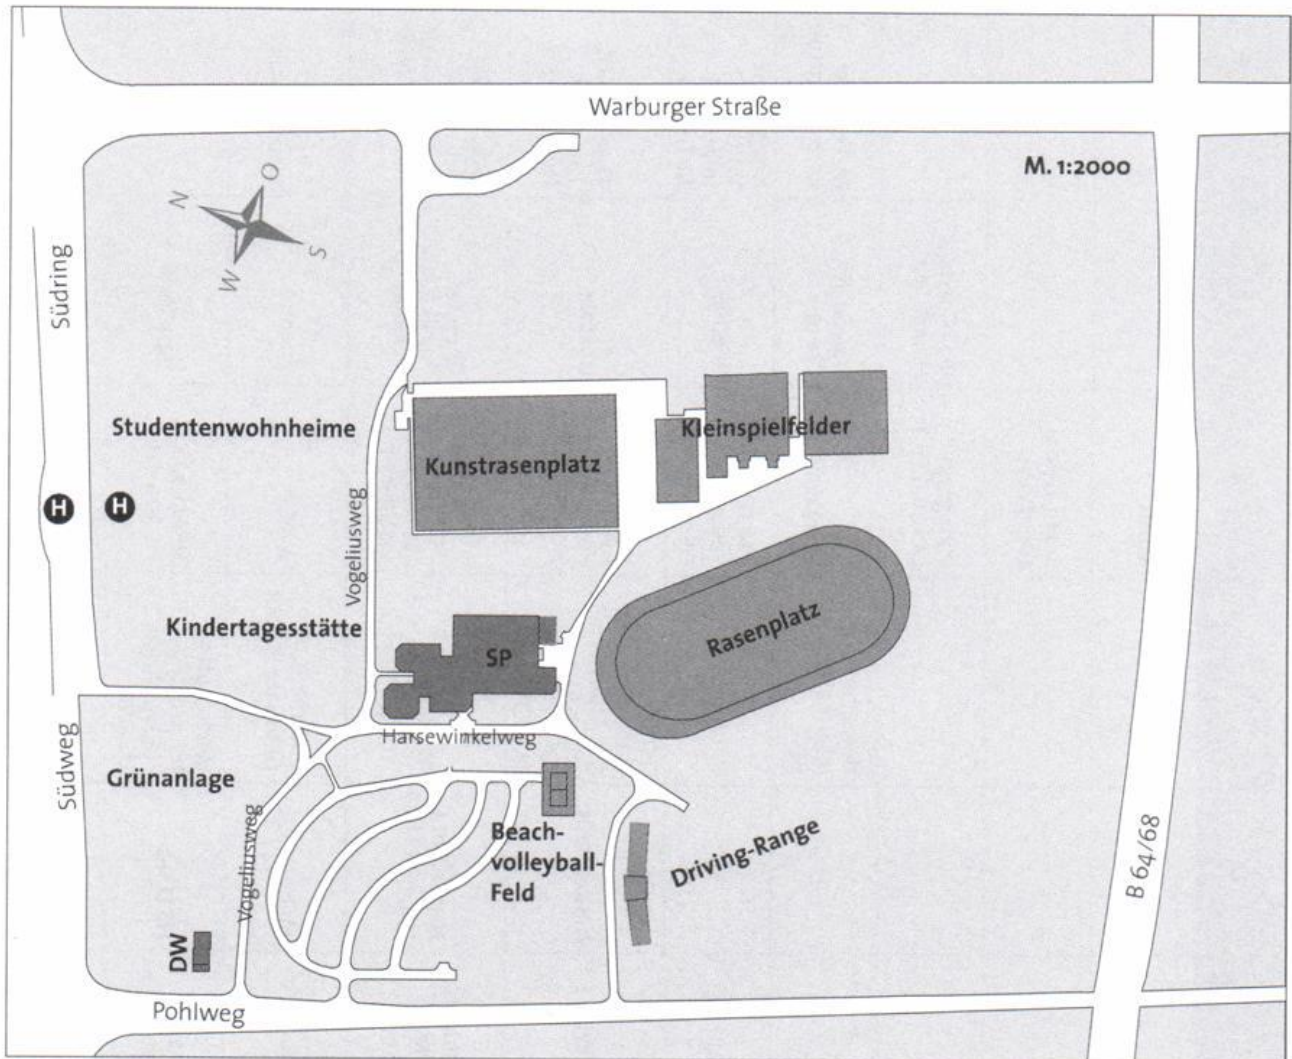 Warburger Straße
M. 1:2000
O
N
S
W
Südring
Studentenwohnheime
Kunstrasenplatz
Kleinspielfelder
H
H
Vogeliusweg
Kindertagesstätte
SP
Rasenplatz
Harsewinkelweg
Südweg
Grünanlage
Vogeliusweg
Beach-
volleyball-
Feld
Driving-Range
B 64/68
DW
Pohlweg